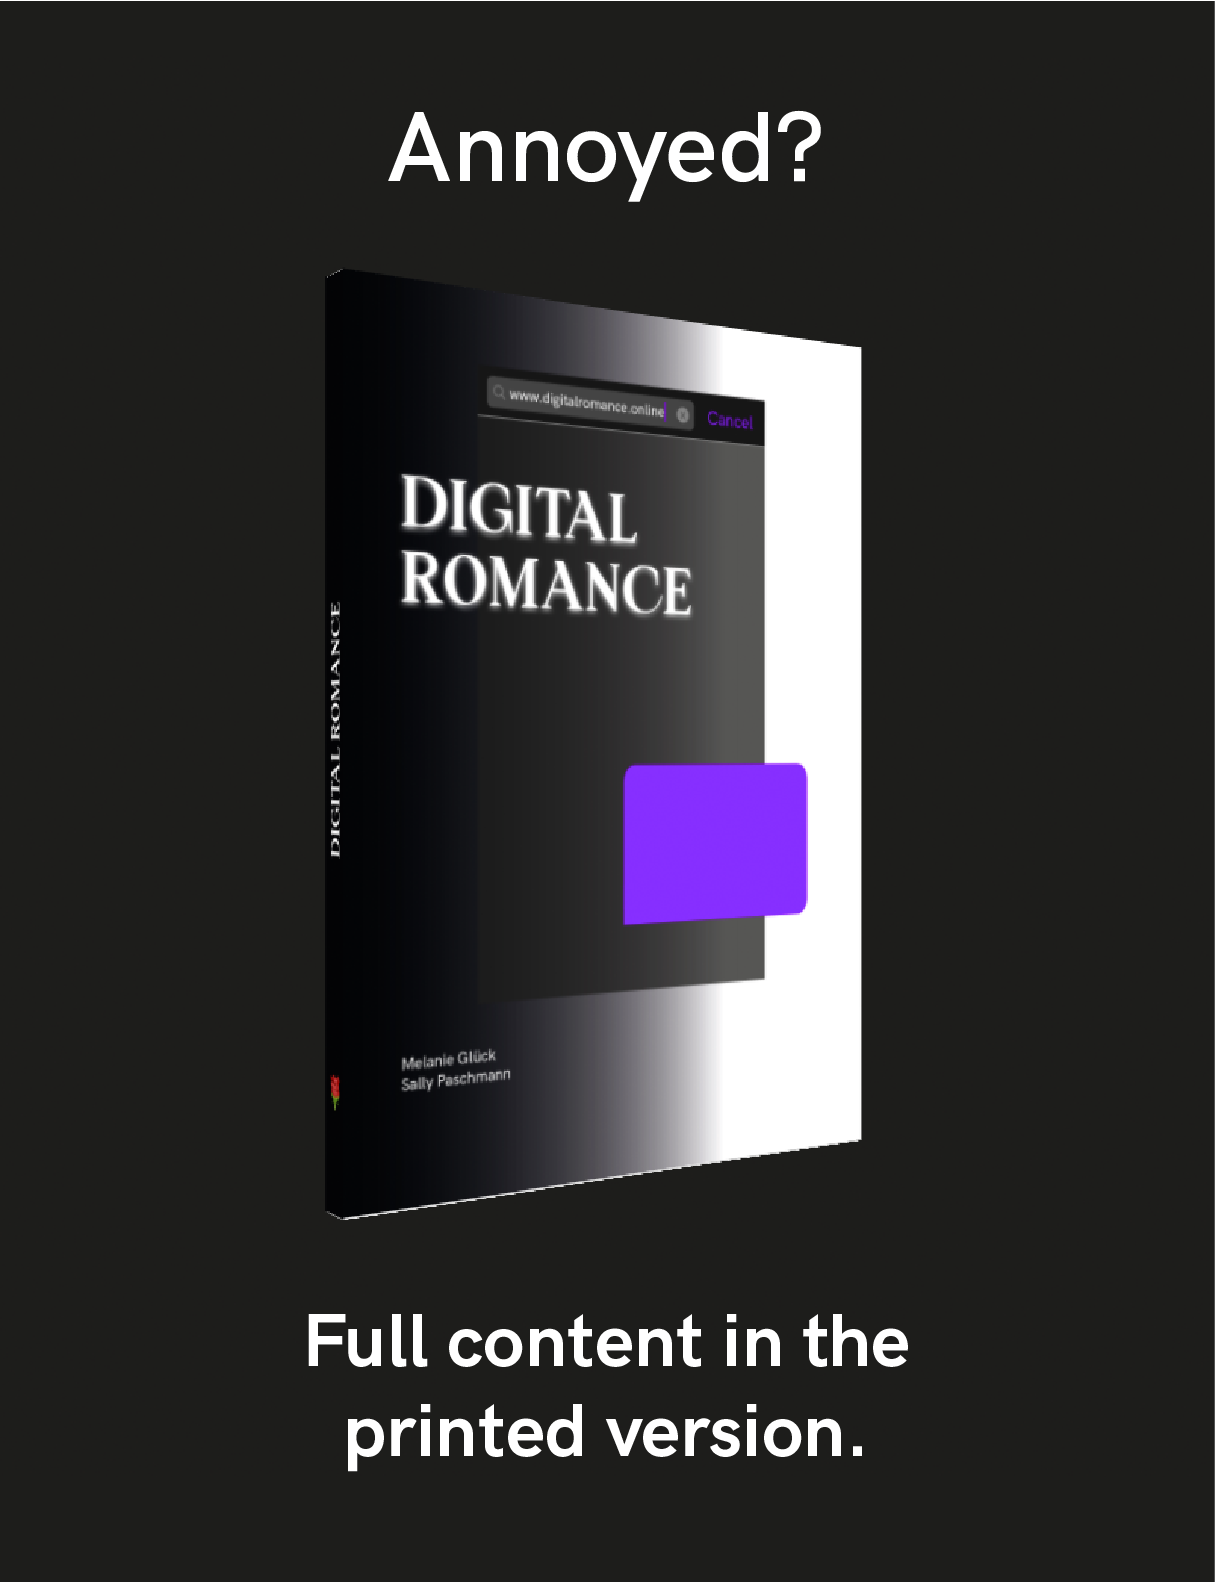 Annoyed?
www.digitalromance.online
Cancel
DIGITAL
ROMANCE
DIGITAL ROMANCE
Melanie Glück
Sally Paschmann
Full content in the
printed version.